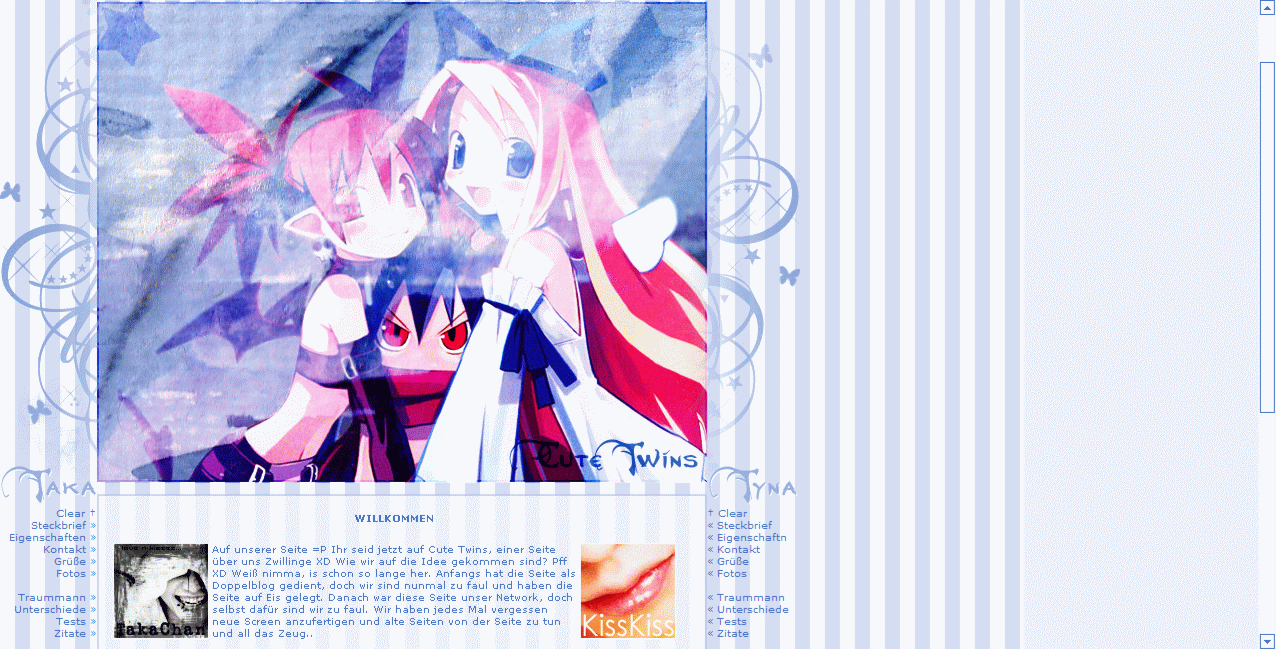 Cute Twins
Taka
Clear †
Steckbrief »
Eigenschaften »
Kontakt »
Grüße »
Fotos »
Traummann »
Unterschiede »
Tests »
Zitate »
WILLKOMMEN
TakaChan
Auf unserer Seite =P Ihr seid jetzt auf Cute Twins, einer Seite
über uns Zwillinge XD Wie wir auf die Idee gekommen sind? Pff
XD Weiß nimma, is schon so lange her. Anfangs hat die Seite als
Doppelblog gedient, doch wir sind nunmal zu faul und haben die
Seite auf Eis gelegt. Danach war diese Seite unser Network, doch
selbst dafür sind wir zu faul. Wir haben jedes Mal vergessen
neue Screen anzufertigen und alte Seiten von der Seite zu tun
und all das Zeug..
KissKiss
Tyna
† Clear
« Steckbrief
« Eigenschaftn
« Kontakt
« Grüße
« Fotos
« Traummann
« Unterschiede
« Tests
« Zitate